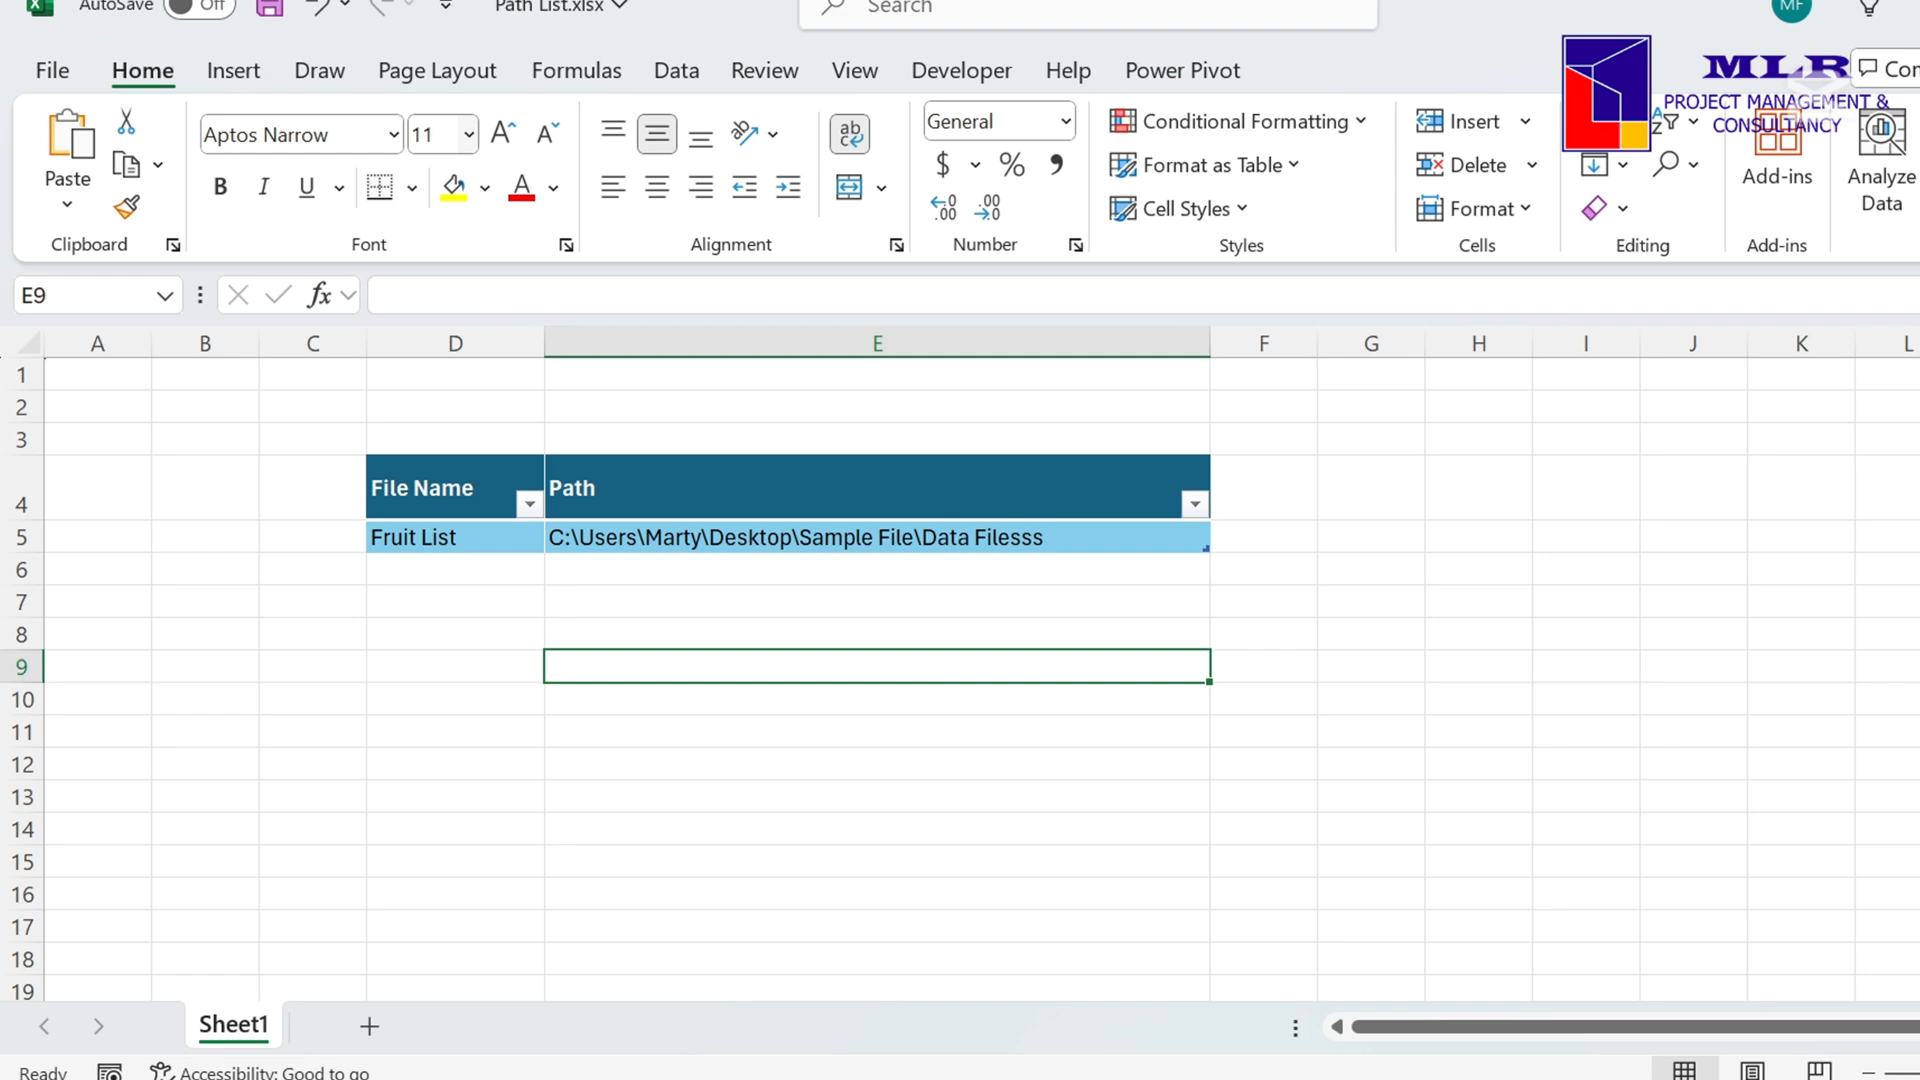 AutoSave Off Path List.xlsx Search MF
File Home Insert Draw Page Layout Formulas Data Review View Developer Help Power Pivot
MLR
PROJECT MANAGEMENT &
CONSULTANCY
Paste
Clipboard
Aptos Narrow 11
B I U
Font
Alignment
General
$ % ,
Number
Conditional Formatting
Format as Table
Cell Styles
Styles
Insert
Delete
Format
Cells
Editing
Add-ins
Add-ins
Analyze
Data
E9 fx
A B C D E F G H I J K L
1
2
3
4 File Name Path
5 Fruit List C:\Users\Marty\Desktop\Sample File\Data Filesss
6
7
8
9
10
11
12
13
14
15
16
17
18
19
Sheet1
Ready Accessibility: Good to go